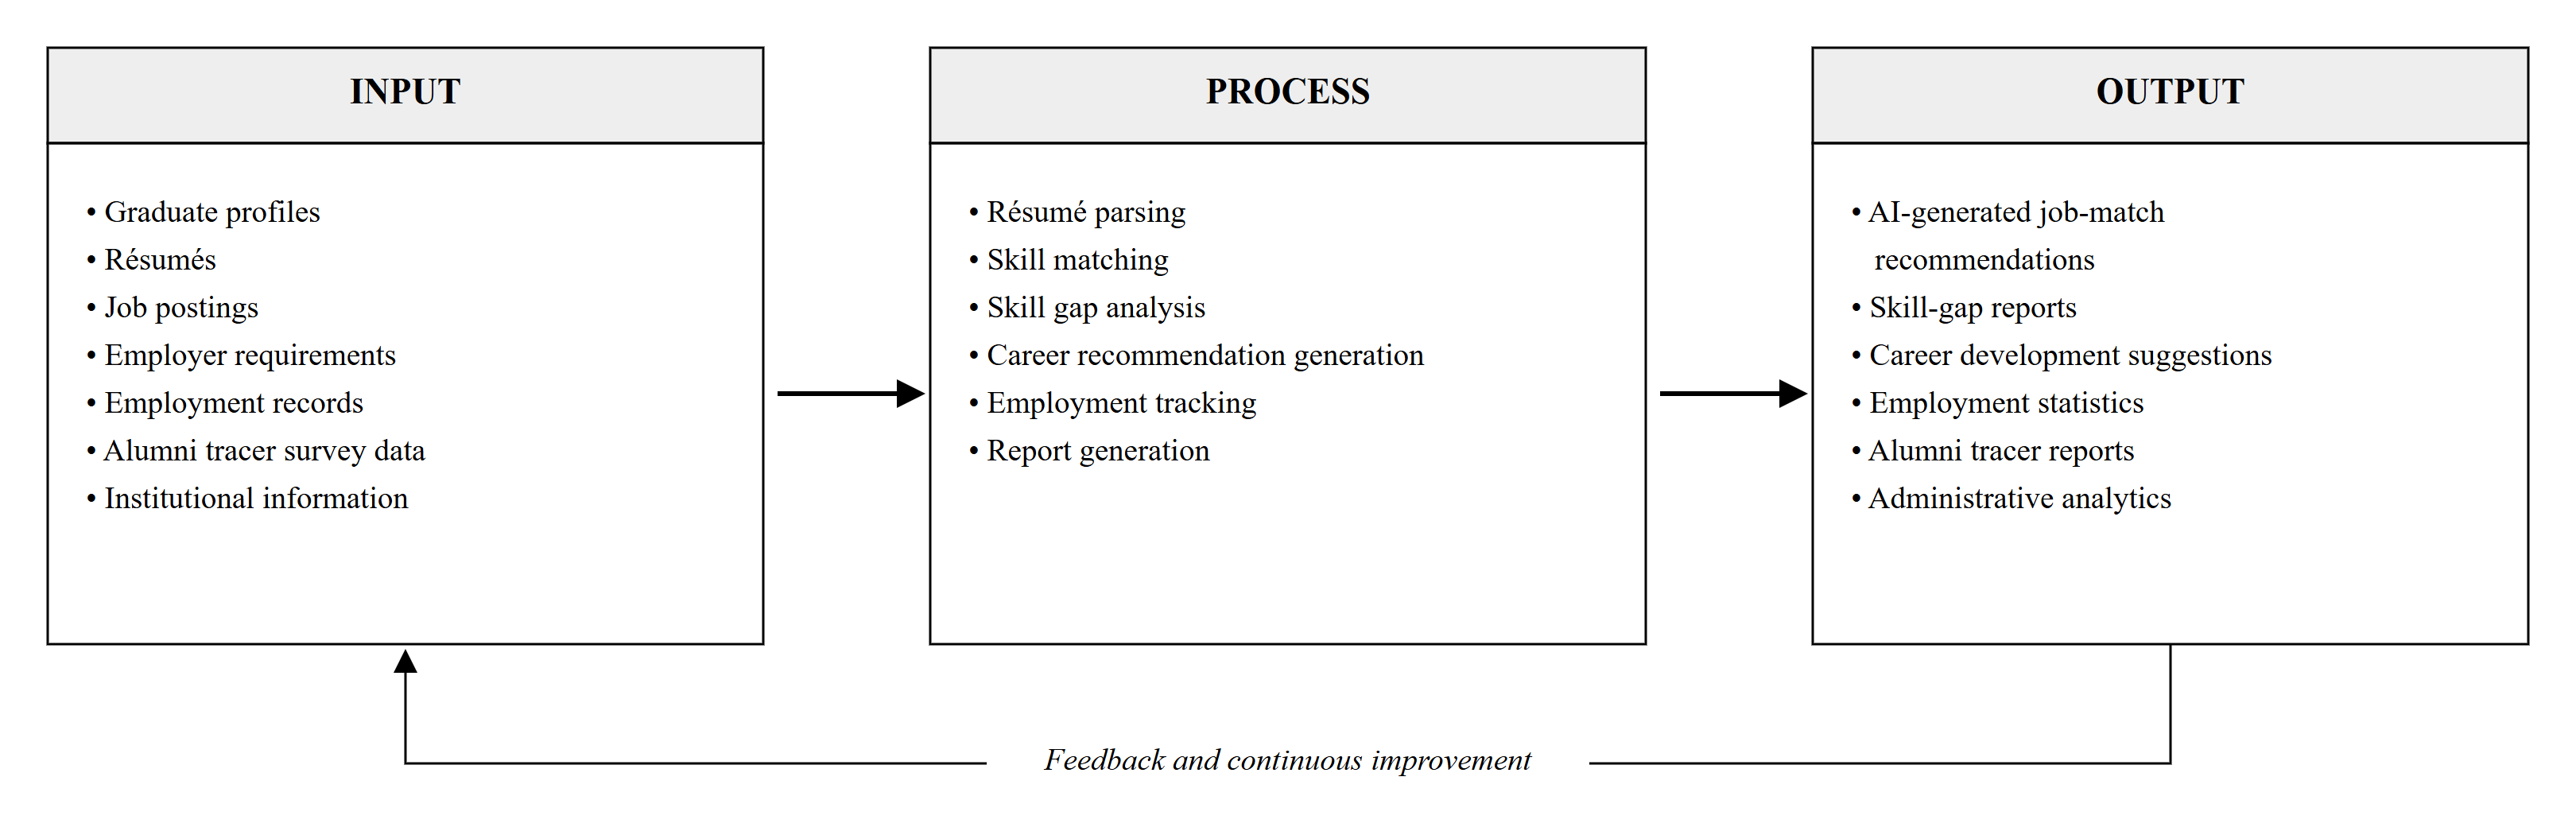 INPUT
• Graduate profiles
• Résumés
• Job postings
• Employer requirements
• Employment records
• Alumni tracer survey data
• Institutional information
PROCESS
• Résumé parsing
• Skill matching
• Skill gap analysis
• Career recommendation generation
• Employment tracking
• Report generation
OUTPUT
• AI-generated job-match
recommendations
• Skill-gap reports
• Career development suggestions
• Employment statistics
• Alumni tracer reports
• Administrative analytics
Feedback and continuous improvement